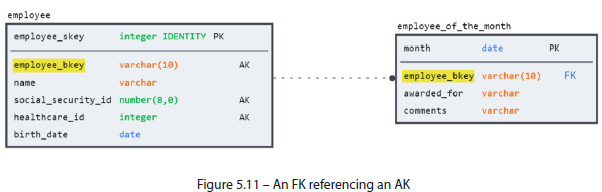 employee
employee_skey integer IDENTITY PK
employee_bkey varchar(10) AK
name varchar
social_security_id number(8,0) AK
healthcare_id integer AK
birth_date date
employee_of_the_month
month date PK
employee_bkey varchar(10) FK
awarded_for varchar
comments varchar
Figure 5.11 – An FK referencing an AK